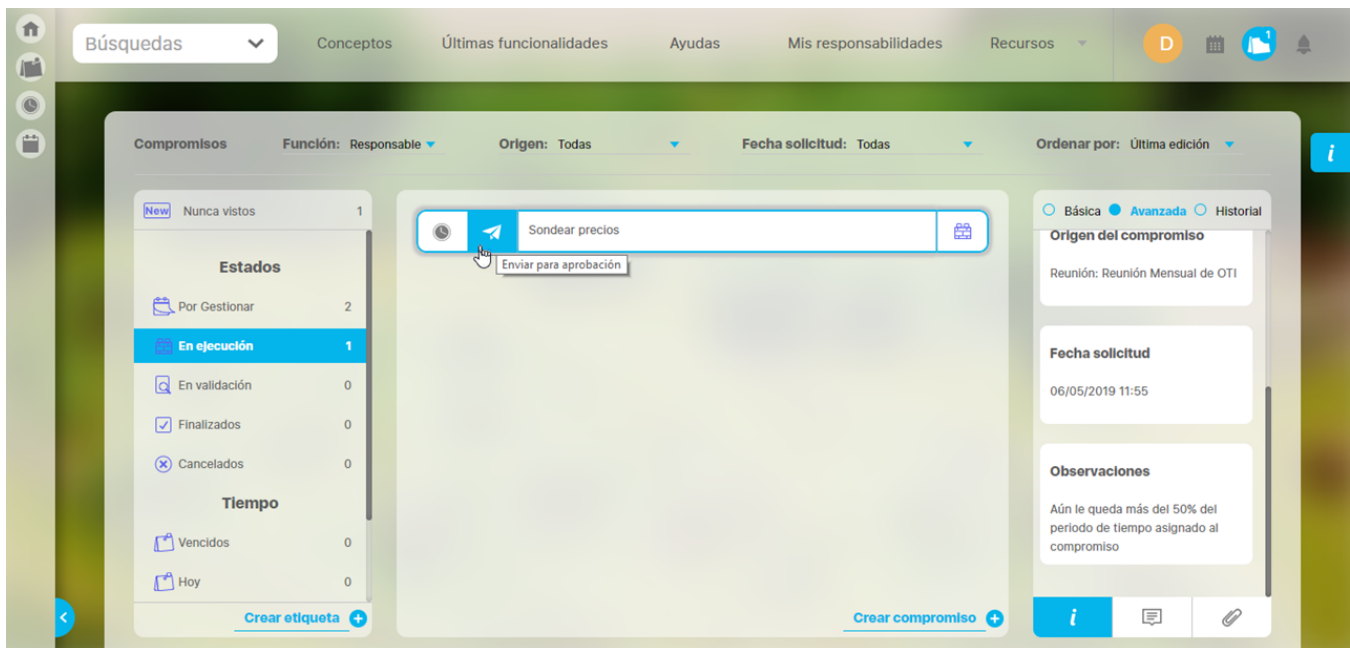 Búsquedas
Conceptos
Últimas funcionalidades
Ayudas
Mis responsabilidades
Recursos
D
1
Compromisos
Función: Responsable
Origen: Todas
Fecha solicitud: Todas
Ordenar por: Última edición
i
New Nunca vistos 1
Estados
Por Gestionar 2
En ejecución 1
En validación 0
Finalizados 0
Cancelados 0
Tiempo
Vencidos 0
Hoy 0
Crear etiqueta
Sondear precios
Enviar para aprobación
Crear compromiso
Básica Avanzada Historial
Origen del compromiso
Reunión: Reunión Mensual de OTI
Fecha solicitud
06/05/2019 11:55
Observaciones
Aún le queda más del 50% del
periodo de tiempo asignado al
compromiso
i